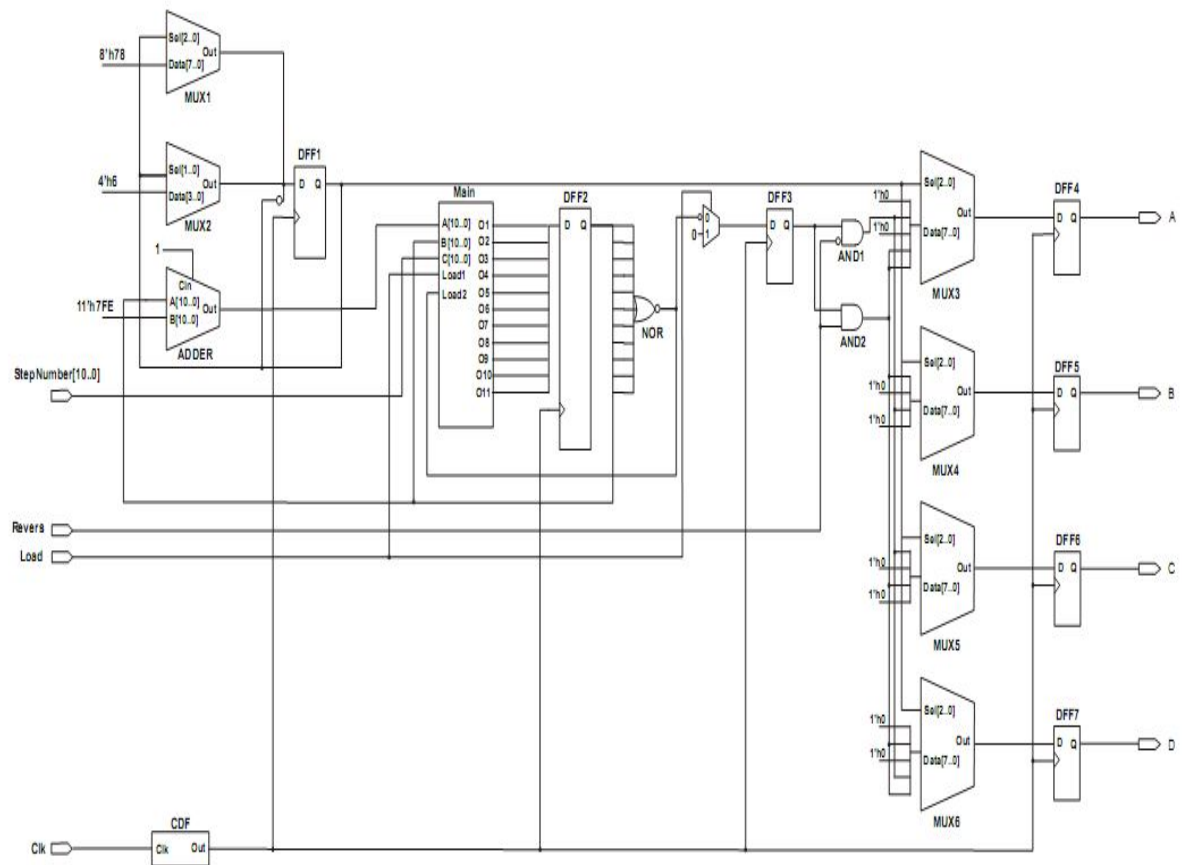 Sel[2..0]
Out
8'h78
Data[7..0]
MUX1
Sel[1..0]
Out
4'h6
Data[3..0]
MUX2
DFF1
D Q
1
Cin
A[10..0]
Out
11'h7FE
B[10..0]
ADDER
StepNumber[10..0]
Revers
Load
Main
A[10..0] O1
B[10..0] O2
C[10..0] O3
Load1 O4
Load2 O5
O6
O7
O8
O9
O10
O11
DFF2
D Q
NOR
0
0
1
DFF3
D Q
AND1
AND2
1'h0
1'h0
Sel[2..0]
Out
Data[7..0]
MUX3
DFF4
D Q
A
1'h0
1'h0
Sel[2..0]
Out
Data[7..0]
MUX4
DFF5
D Q
B
1'h0
1'h0
Sel[2..0]
Out
Data[7..0]
MUX5
DFF6
D Q
C
1'h0
1'h0
Sel[2..0]
Out
Data[7..0]
MUX6
DFF7
D Q
D
Clk
CDF
Clk Out